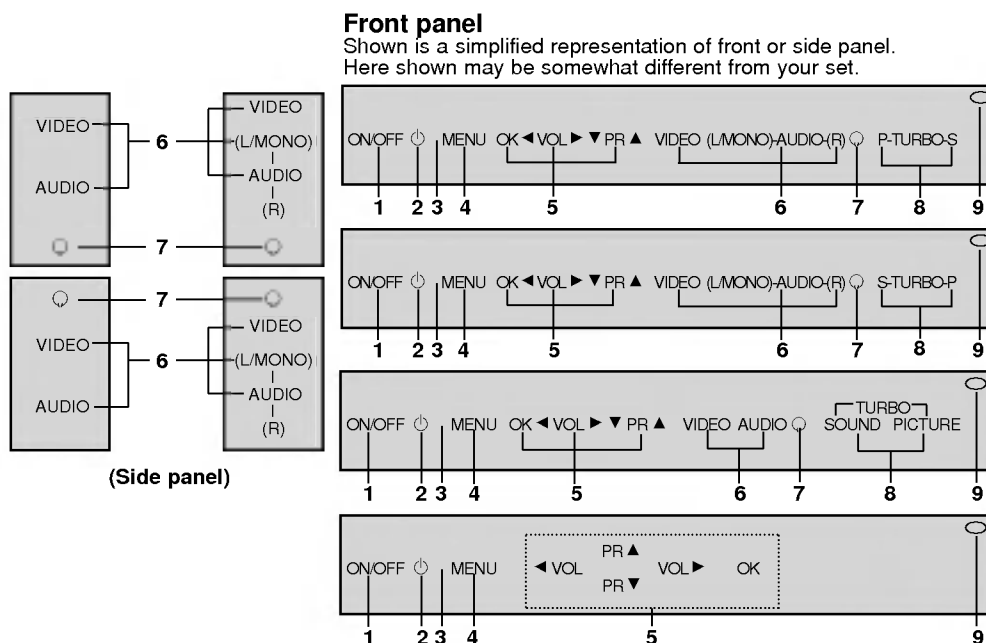 Front panel
Shown is a simplified representation of front or side panel.
Here shown may be somewhat different from your set.
VIDEO
AUDIO
6
7
VIDEO
(L/MONO)
AUDIO
(R)
7
VIDEO
AUDIO
6
VIDEO
(L/MONO)
AUDIO
(R)
(Side panel)
ON/OFF MENU OK ◀ VOL ▶ ▼ PR ▲ VIDEO (L/MONO)-AUDIO-(R) P-TURBO-S
1 2 3 4 5 6 7 8 9
ON/OFF MENU OK ◀ VOL ▶ ▼ PR ▲ VIDEO (L/MONO)-AUDIO-(R) S-TURBO-P
1 2 3 4 5 6 7 8 9
TURBO
ON/OFF MENU OK ◀ VOL ▶ ▼ PR ▲ VIDEO AUDIO SOUND PICTURE
1 2 3 4 5 6 7 8 9
PR ▲
ON/OFF MENU ◀ VOL VOL ▶ OK
PR ▼
1 2 3 4 5 9